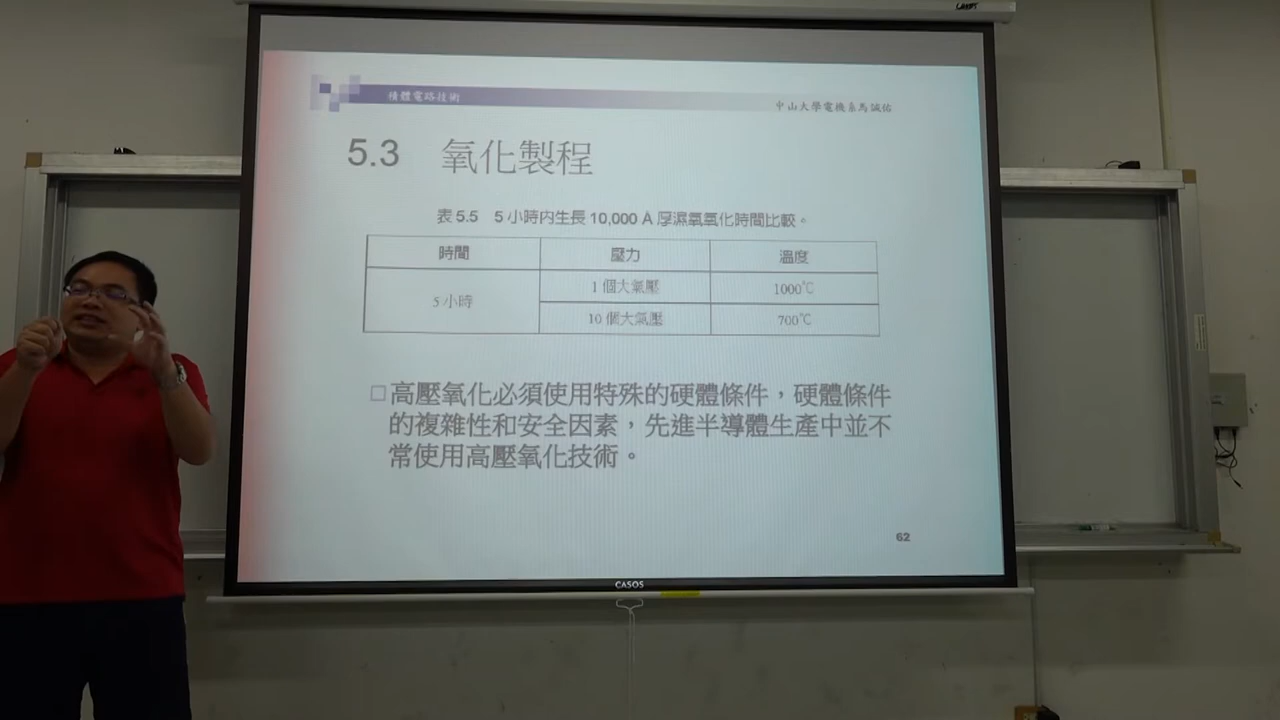 積體電路技術
中山大學電機系馬誠佑
5.3 氧化製程
表 5.5 5 小時內生長 10,000 Å 厚濕氧氧化時間比較。
時間 壓力 溫度
5 小時
1 個大氣壓 1000℃
10 個大氣壓 700℃
□高壓氧化必須使用特殊的硬體條件，硬體條件
的複雜性和安全因素，先進半導體生產中並不
常使用高壓氧化技術。
62
CASOS